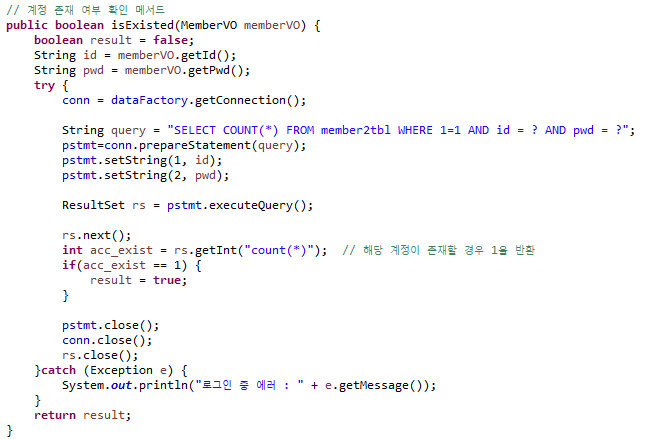 // 계정 존재 여부 확인 메서드
public boolean isExisted(MemberVO memberVO) {
    boolean result = false;
    String id = memberVO.getId();
    String pwd = memberVO.getPwd();
    try {
        conn = dataFactory.getConnection();

        String query = "SELECT COUNT(*) FROM member2tbl WHERE 1=1 AND id = ? AND pwd = ?";
        pstmt=conn.prepareStatement(query);
        pstmt.setString(1, id);
        pstmt.setString(2, pwd);

        ResultSet rs = pstmt.executeQuery();

        rs.next();
        int acc_exist = rs.getInt("count(*)");  // 해당 계정이 존재할 경우 1을 반환
        if(acc_exist == 1) {
            result = true;
        }

        pstmt.close();
        conn.close();
        rs.close();
    }catch (Exception e) {
        System.out.println("로그인 중 에러 : " + e.getMessage());
    }
    return result;
}